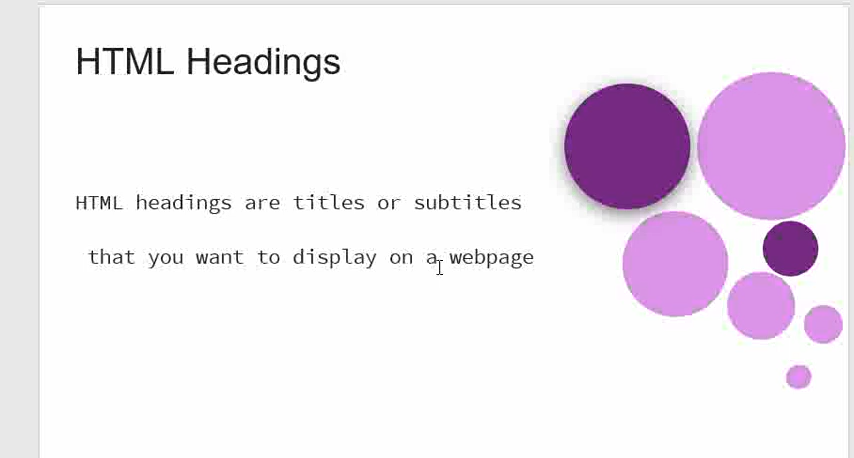 HTML Headings
HTML headings are titles or subtitles
that you want to display on a webpage